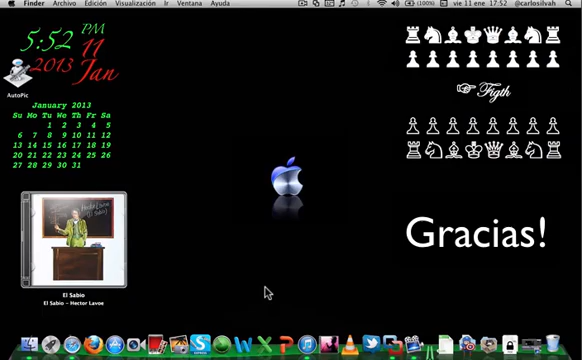 Finder Archivo Edición Visualización Ir Ventana Ayuda
(100%) vie 11 ene 17:52 @carlosilvah
5:52 PM
11
2013 Jan
AutoPic
January 2013
Su Mo Tu We Th Fr Sa
1 2 3 4 5
6 7 8 9 10 11 12
13 14 15 16 17 18 19
20 21 22 23 24 25 26
27 28 29 30 31
Figth
Gracias!
El Sabio
El Sabio - Hector Lavoe